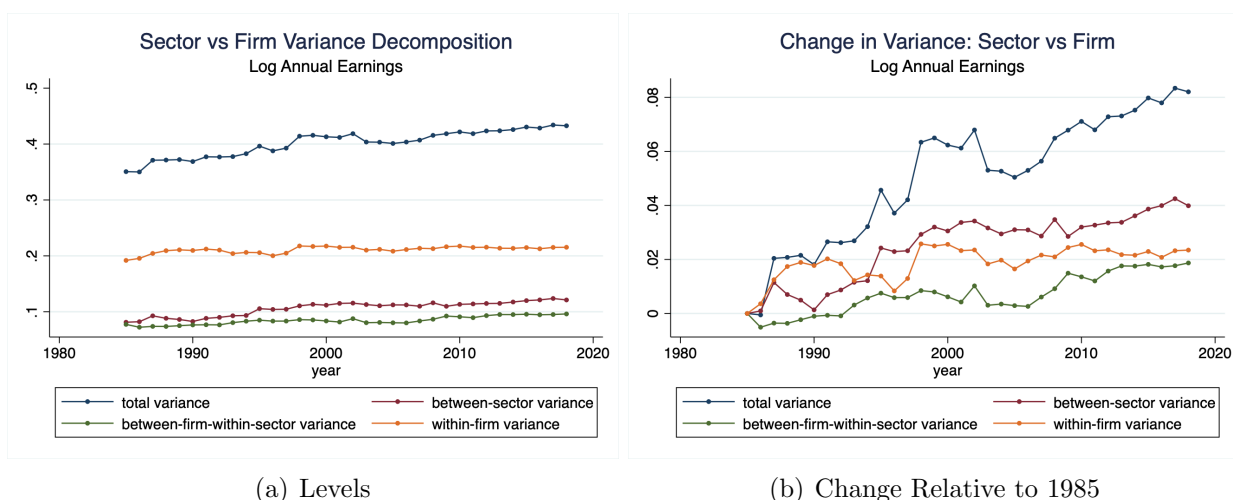 Sector vs Firm Variance Decomposition
Log Annual Earnings
.5
.4
.3
.2
.1
1980 1990 2000 2010 2020
year
total variance between-sector variance
between-firm-within-sector variance within-firm variance
(a) Levels
Change in Variance: Sector vs Firm
Log Annual Earnings
.08
.06
.04
.02
0
1980 1990 2000 2010 2020
year
total variance between-sector variance
between-firm-within-sector variance within-firm variance
(b) Change Relative to 1985